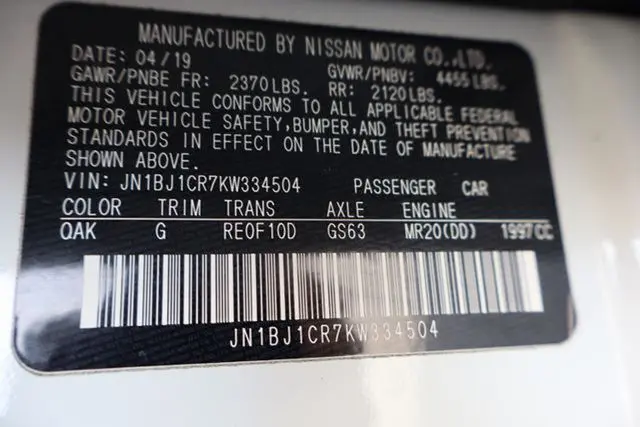 MANUFACTURED BY NISSAN MOTOR CO.,LTD.
DATE: 04/19 GVWR/PNBV: 4455LBS.
GAWR/PNBE FR: 2370LBS. RR: 2120LBS.
THIS VEHICLE CONFORMS TO ALL APPLICABLE FEDERAL
MOTOR VEHICLE SAFETY,BUMPER,AND THEFT PREVENTION
STANDARDS IN EFFECT ON THE DATE OF MANUFACTURE
SHOWN ABOVE.
VIN: JN1BJ1CR7KW334504 PASSENGER CAR
COLOR TRIM TRANS AXLE ENGINE
QAK G RE0F10D GS63 MR20(DD) 1997CC
JN1BJ1CR7KW334504